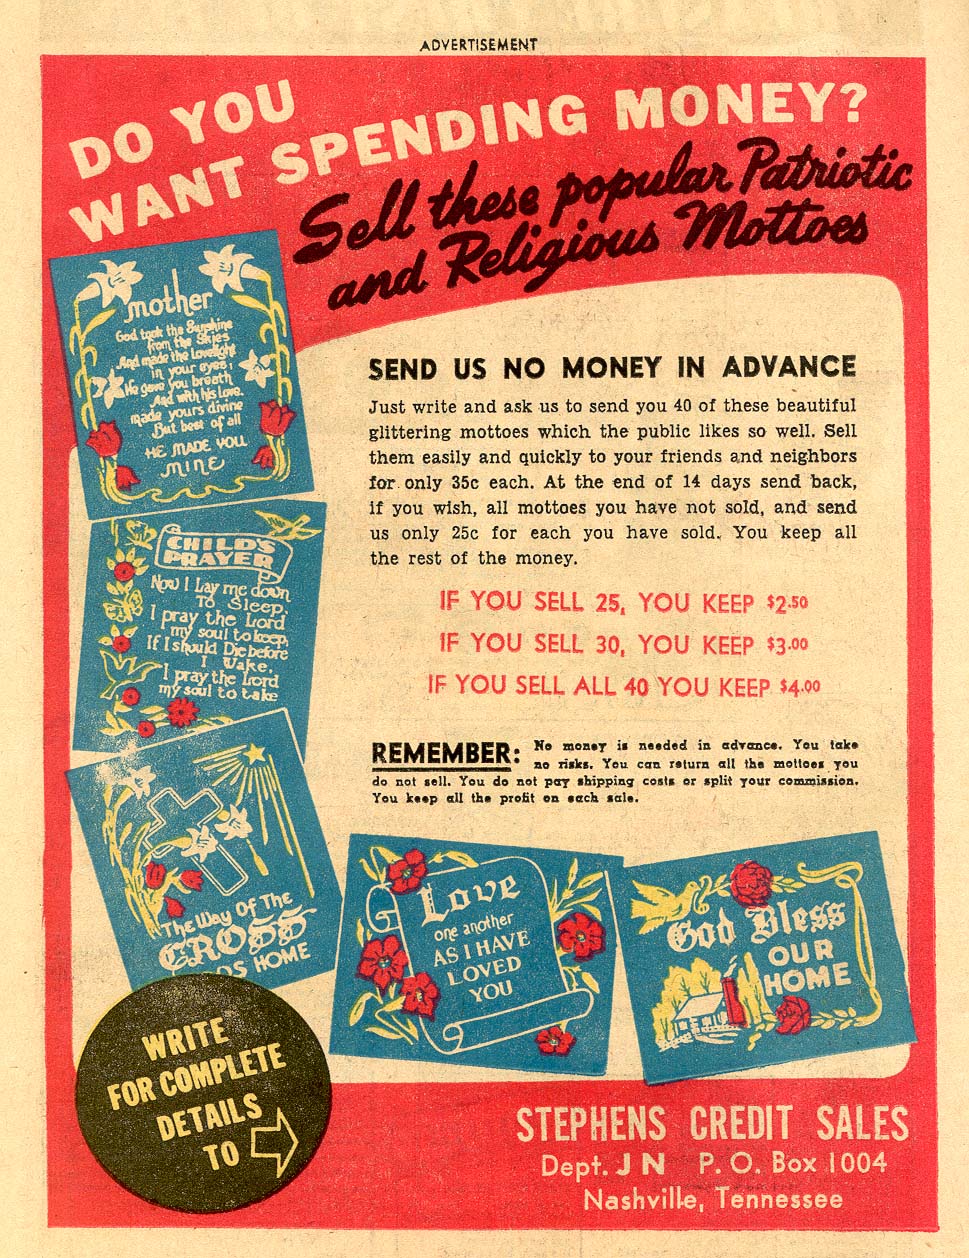 ADVERTISEMENT
DO YOU
WANT SPENDING MONEY?
Sell these popular Patriotic
and Religious Mottoes
mother
God took the Sunshine
from the Skies
And made the Lovelight
in your eyes,
He gave you breath
And with his Love.
made yours divine
But best of all
HE MADE YOU
MINE
SEND US NO MONEY IN ADVANCE
Just write and ask us to send you 40 of these beautiful
glittering mottoes which the public likes so well. Sell
them easily and quickly to your friends and neighbors
for only 35c each. At the end of 14 days send back,
if you wish, all mottoes you have not sold, and send
us only 25c for each you have sold. You keep all
the rest of the money.
CHILD'S
PRAYER
Now I Lay me down
To Sleep.
I pray the Lord
my soul to keep,
If I should Die before
I Wake.
I pray the Lord
my soul to take
IF YOU SELL 25, YOU KEEP $2.50
IF YOU SELL 30, YOU KEEP $3.00
IF YOU SELL ALL 40 YOU KEEP $4.00
REMEMBER: No money is needed in advance. You take
no risks. You can return all the mottoes you
do not sell. You do not pay shipping costs or split your commission.
You keep all the profit on each sale.
The Way Of The
CROSS
DS HOME
Love
one another
AS I HAVE
LOVED
YOU
God Bless
OUR
HOME
WRITE
FOR COMPLETE
DETAILS
TO
STEPHENS CREDIT SALES
Dept. J N P. O. Box 1004
Nashville, Tennessee